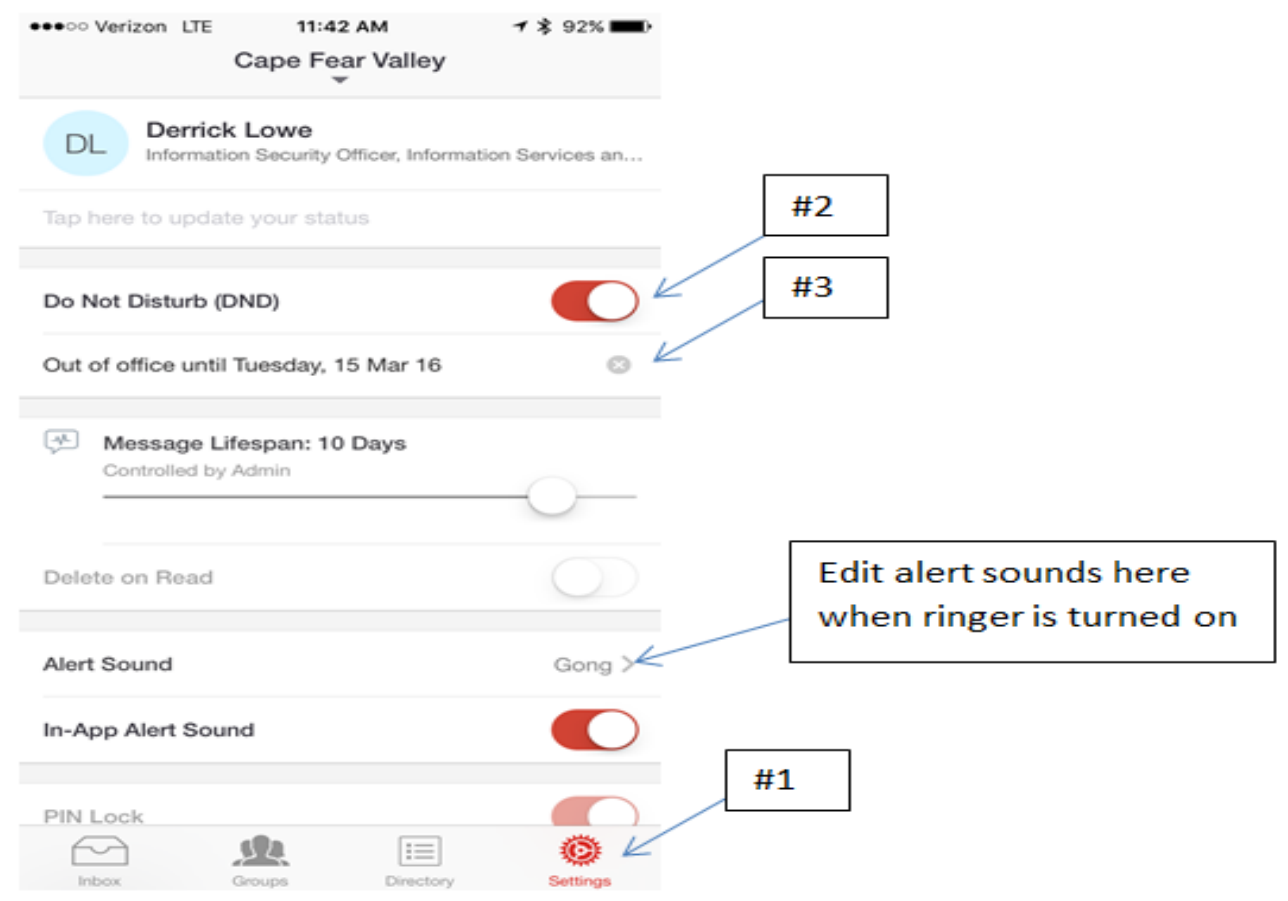 Verizon LTE 11:42 AM 92%
Cape Fear Valley
DL
Derrick Lowe
Information Security Officer, Information Services an...
Tap here to update your status
#2
Do Not Disturb (DND)
#3
Out of office until Tuesday, 15 Mar 16
Message Lifespan: 10 Days
Controlled by Admin
Delete on Read
Edit alert sounds here
when ringer is turned on
Alert Sound Gong >
In-App Alert Sound
#1
PIN Lock
Inbox Groups Directory Settings